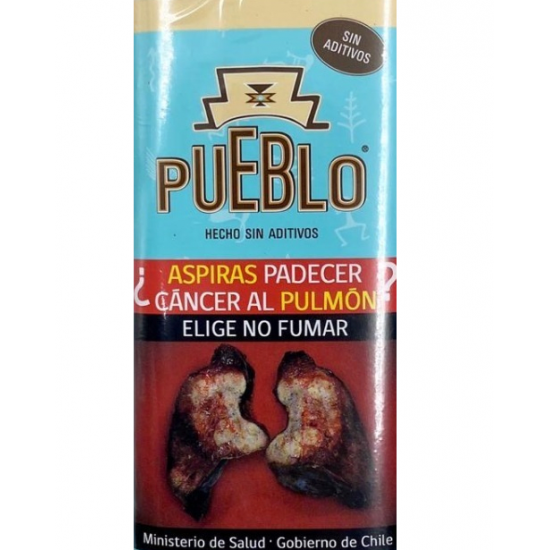 SIN
ADITIVOS
PUEBLO®
HECHO SIN ADITIVOS
¿ASPIRAS PADECER
CÁNCER AL PULMÓN?
ELIGE NO FUMAR
Ministerio de Salud · Gobierno de Chile